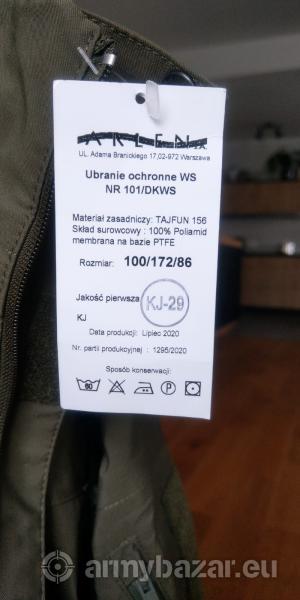 ARLEN
UL. Adama Branickiego 17,02-972 Warszawa
Ubranie ochronne WS
NR 101/DKWS
Materiał zasadniczy: TAJFUN 156
Skład surowcowy : 100% Poliamid
membrana na bazie PTFE
Rozmiar: 100/172/86
Jakość pierwsza KJ-29
KJ
Data produkcji: Lipiec 2020
Nr. partii produkcyjnej : 1295/2020
Sposób konserwacji:
60 P
armybazar.eu